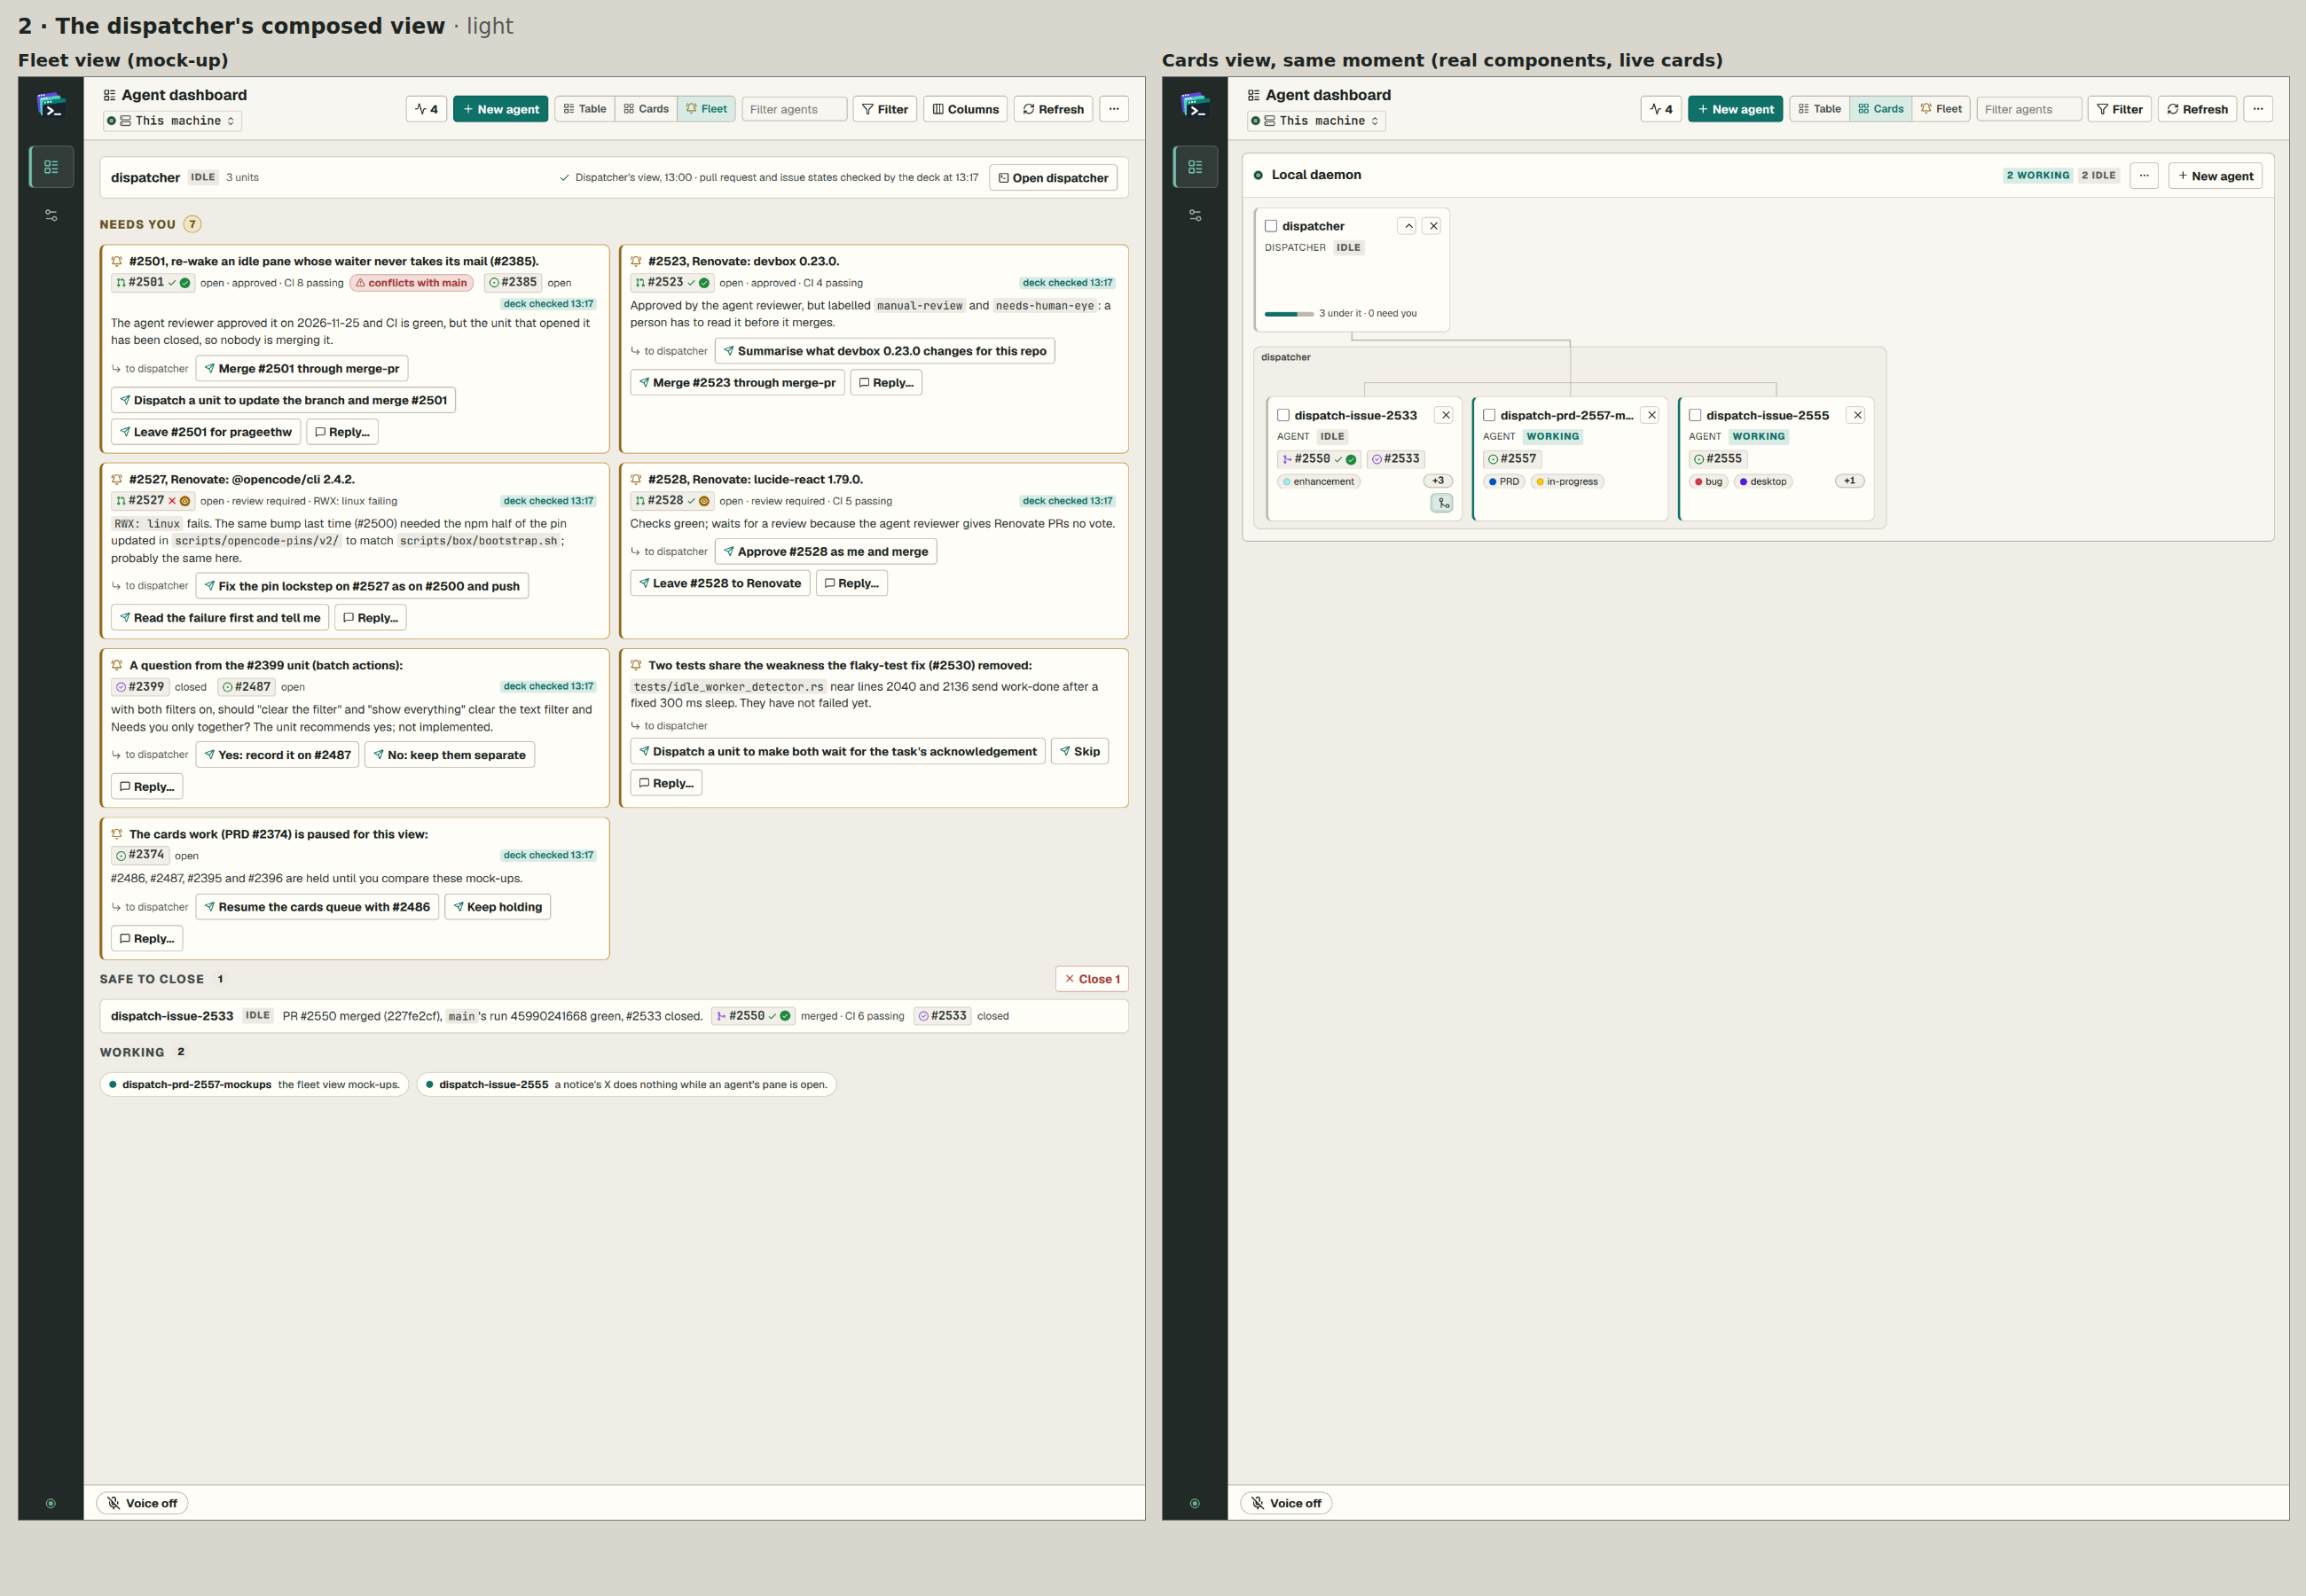 2 · The dispatcher's composed view · light
Fleet view (mock-up)
Agent dashboard
This machine
4
New agent
Table
Cards
Fleet
Filter agents
Filter
Columns
Refresh
...
dispatcher IDLE 3 units
Dispatcher's view, 13:00 · pull request and issue states checked by the deck at 13:17
Open dispatcher
NEEDS YOU 7
#2501, re-wake an idle pane whose waiter never takes its mail (#2385).
#2501 open · approved · CI 8 passing conflicts with main #2385 open
deck checked 13:17
The agent reviewer approved it on 2026-11-25 and CI is green, but the unit that opened it
has been closed, so nobody is merging it.
to dispatcher Merge #2501 through merge-pr
Dispatch a unit to update the branch and merge #2501
Leave #2501 for prageethw Reply...
#2523, Renovate: devbox 0.23.0.
#2523 open · approved · CI 4 passing deck checked 13:17
Approved by the agent reviewer, but labelled manual-review and needs-human-eye : a
person has to read it before it merges.
to dispatcher Summarise what devbox 0.23.0 changes for this repo
Merge #2523 through merge-pr Reply...
#2527, Renovate: @opencode/cli 2.4.2.
#2527 open · review required · RWX: linux failing deck checked 13:17
RWX: linux fails. The same bump last time (#2500) needed the npm half of the pin
updated in scripts/opencode-pins/v2/ to match scripts/box/bootstrap.sh ;
probably the same here.
to dispatcher Fix the pin lockstep on #2527 as on #2500 and push
Read the failure first and tell me Reply...
#2528, Renovate: lucide-react 1.79.0.
#2528 open · review required · CI 5 passing deck checked 13:17
Checks green; waits for a review because the agent reviewer gives Renovate PRs no vote.
to dispatcher Approve #2528 as me and merge
Leave #2528 to Renovate Reply...
A question from the #2399 unit (batch actions):
#2399 closed #2487 open deck checked 13:17
with both filters on, should "clear the filter" and "show everything" clear the text filter and
Needs you only together? The unit recommends yes; not implemented.
to dispatcher Yes: record it on #2487 No: keep them separate
Reply...
Two tests share the weakness the flaky-test fix (#2530) removed:
tests/idle_worker_detector.rs near lines 2040 and 2136 send work-done after a
fixed 300 ms sleep. They have not failed yet.
to dispatcher
Dispatch a unit to make both wait for the task's acknowledgement Skip
Reply...
The cards work (PRD #2374) is paused for this view:
#2374 open deck checked 13:17
#2486, #2487, #2395 and #2396 are held until you compare these mock-ups.
to dispatcher Resume the cards queue with #2486 Keep holding
Reply...
SAFE TO CLOSE 1
Close 1
dispatch-issue-2533 IDLE PR #2550 merged (227fe2cf), main 's run 45990241668 green, #2533 closed. #2550 merged · CI 6 passing #2533 closed
WORKING 2
dispatch-prd-2557-mockups the fleet view mock-ups.
dispatch-issue-2555 a notice's X does nothing while an agent's pane is open.
Voice off
Cards view, same moment (real components, live cards)
Agent dashboard
This machine
4
New agent
Table
Cards
Fleet
Filter agents
Filter
Refresh
...
Local daemon
2 WORKING 2 IDLE ... New agent
dispatcher
DISPATCHER IDLE
3 under it · 0 need you
dispatcher
dispatch-issue-2533
AGENT IDLE
#2550 #2533
enhancement +3
dispatch-prd-2557-m...
AGENT WORKING
#2557
PRD in-progress
dispatch-issue-2555
AGENT WORKING
#2555
bug desktop +1
Voice off